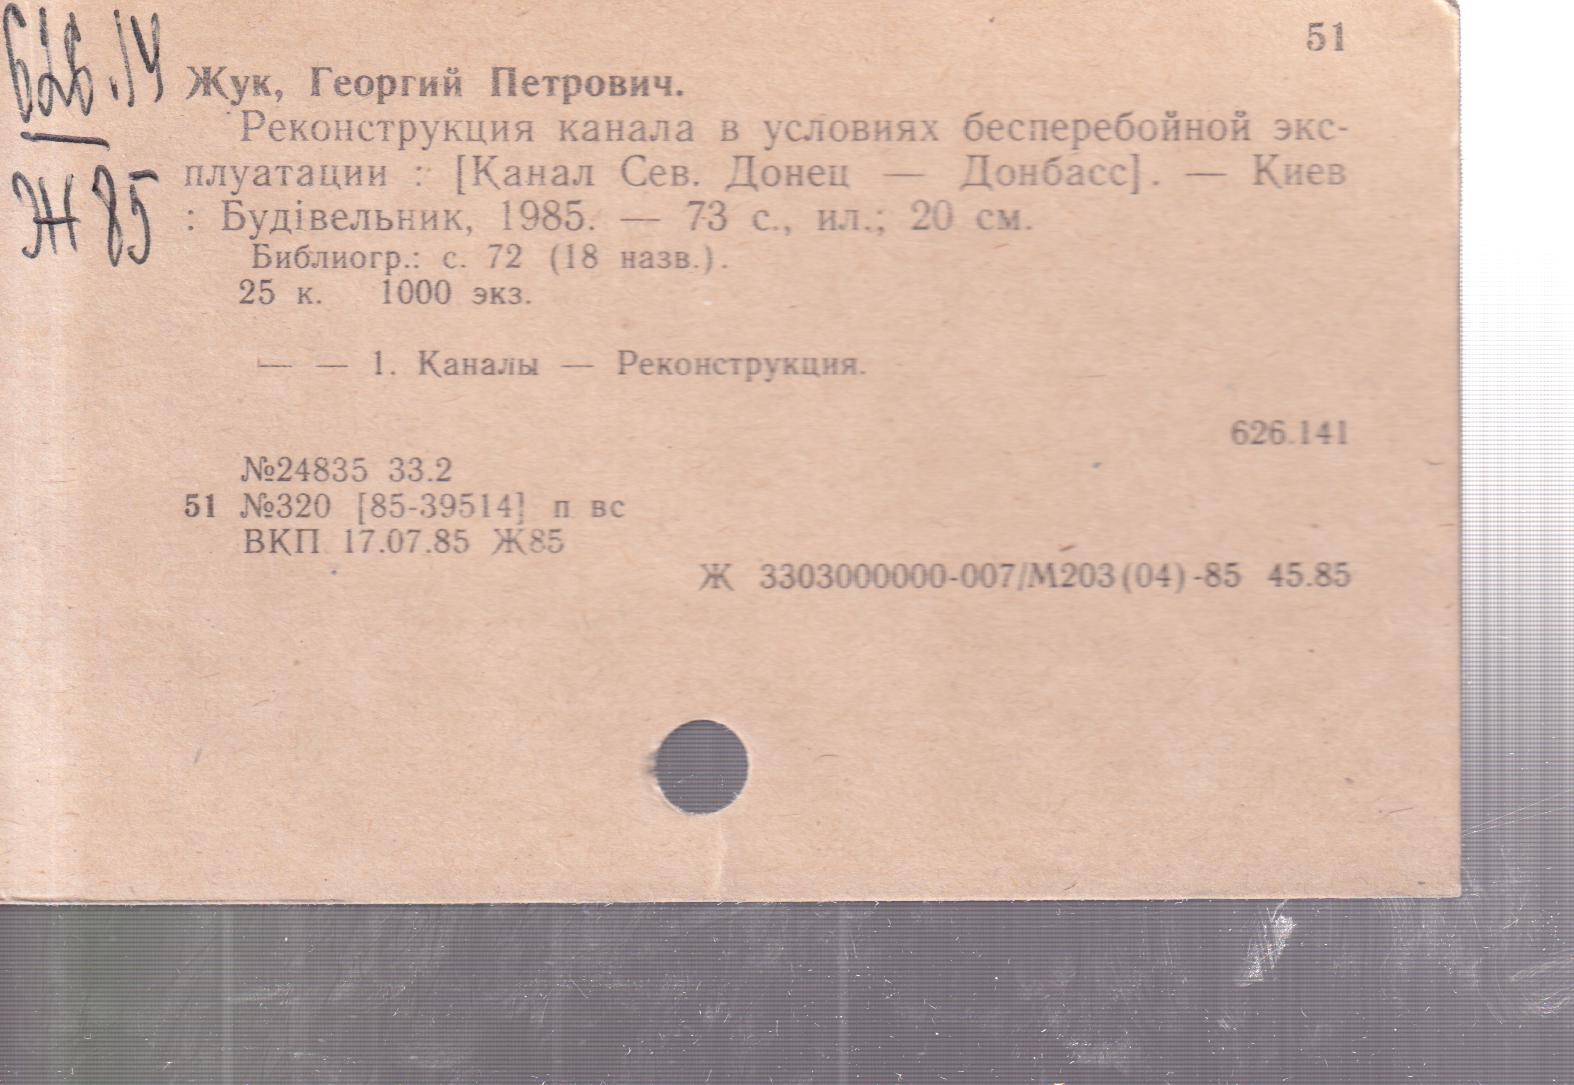 51
626.14
Ж 85
Жук, Георгий Петрович.
Реконструкция канала в условиях бесперебойной экс-
плуатации : [Канал Сев. Донец — Донбасс]. — Киев
: Будівельник, 1985. — 73 с., ил.; 20 см.
Библиогр.: с. 72 (18 назв.).
25 к. 1000 экз.
— — 1. Каналы — Реконструкция.
626.141
№24835 33.2
51 №320 [85-39514] п вс
ВКП 17.07.85 Ж85
Ж 3303000000-007/М203(04)-85 45.85